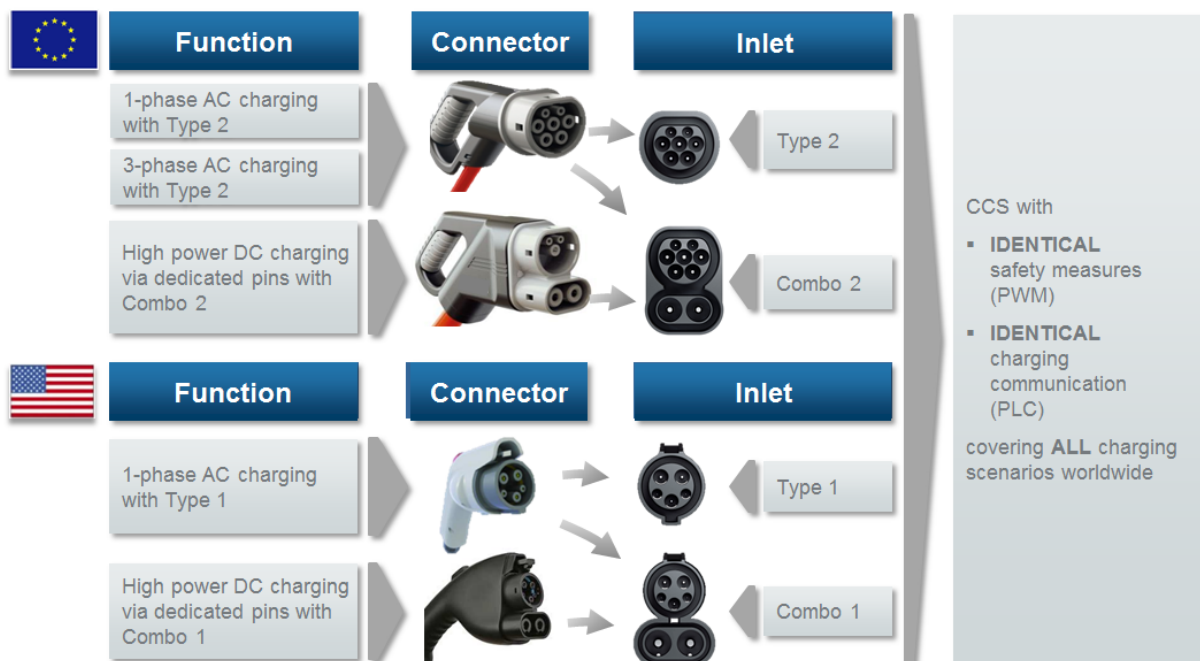 Function
Connector
Inlet
1-phase AC charging
with Type 2
3-phase AC charging
with Type 2
High power DC charging
via dedicated pins with
Combo 2
Type 2
Combo 2
Function
Connector
Inlet
1-phase AC charging
with Type 1
High power DC charging
via dedicated pins with
Combo 1
Type 1
Combo 1
CCS with
▪ IDENTICAL
safety measures
(PWM)
▪ IDENTICAL
charging
communication
(PLC)
covering ALL charging
scenarios worldwide